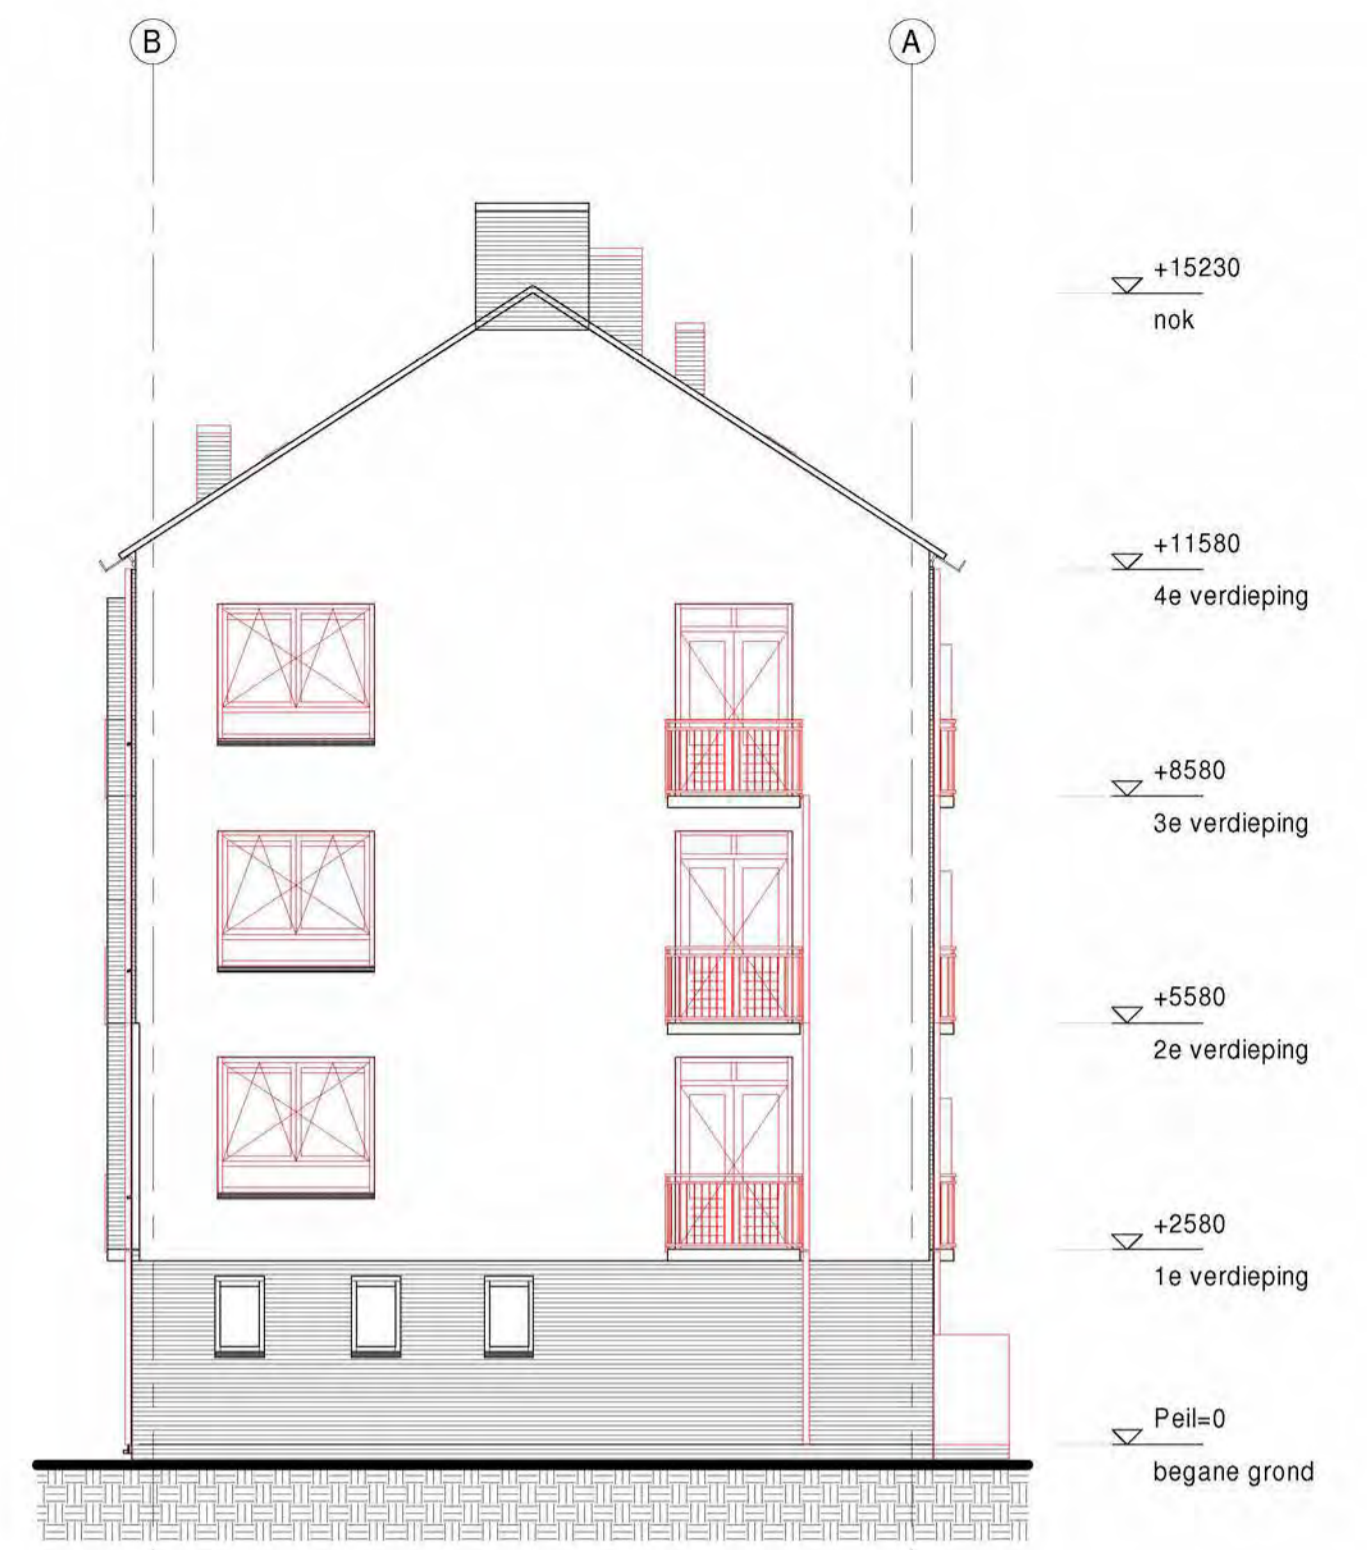 B
A
+15230
nok
+11580
4e verdieping
+8580
3e verdieping
+5580
2e verdieping
+2580
1e verdieping
Peil=0
begane grond